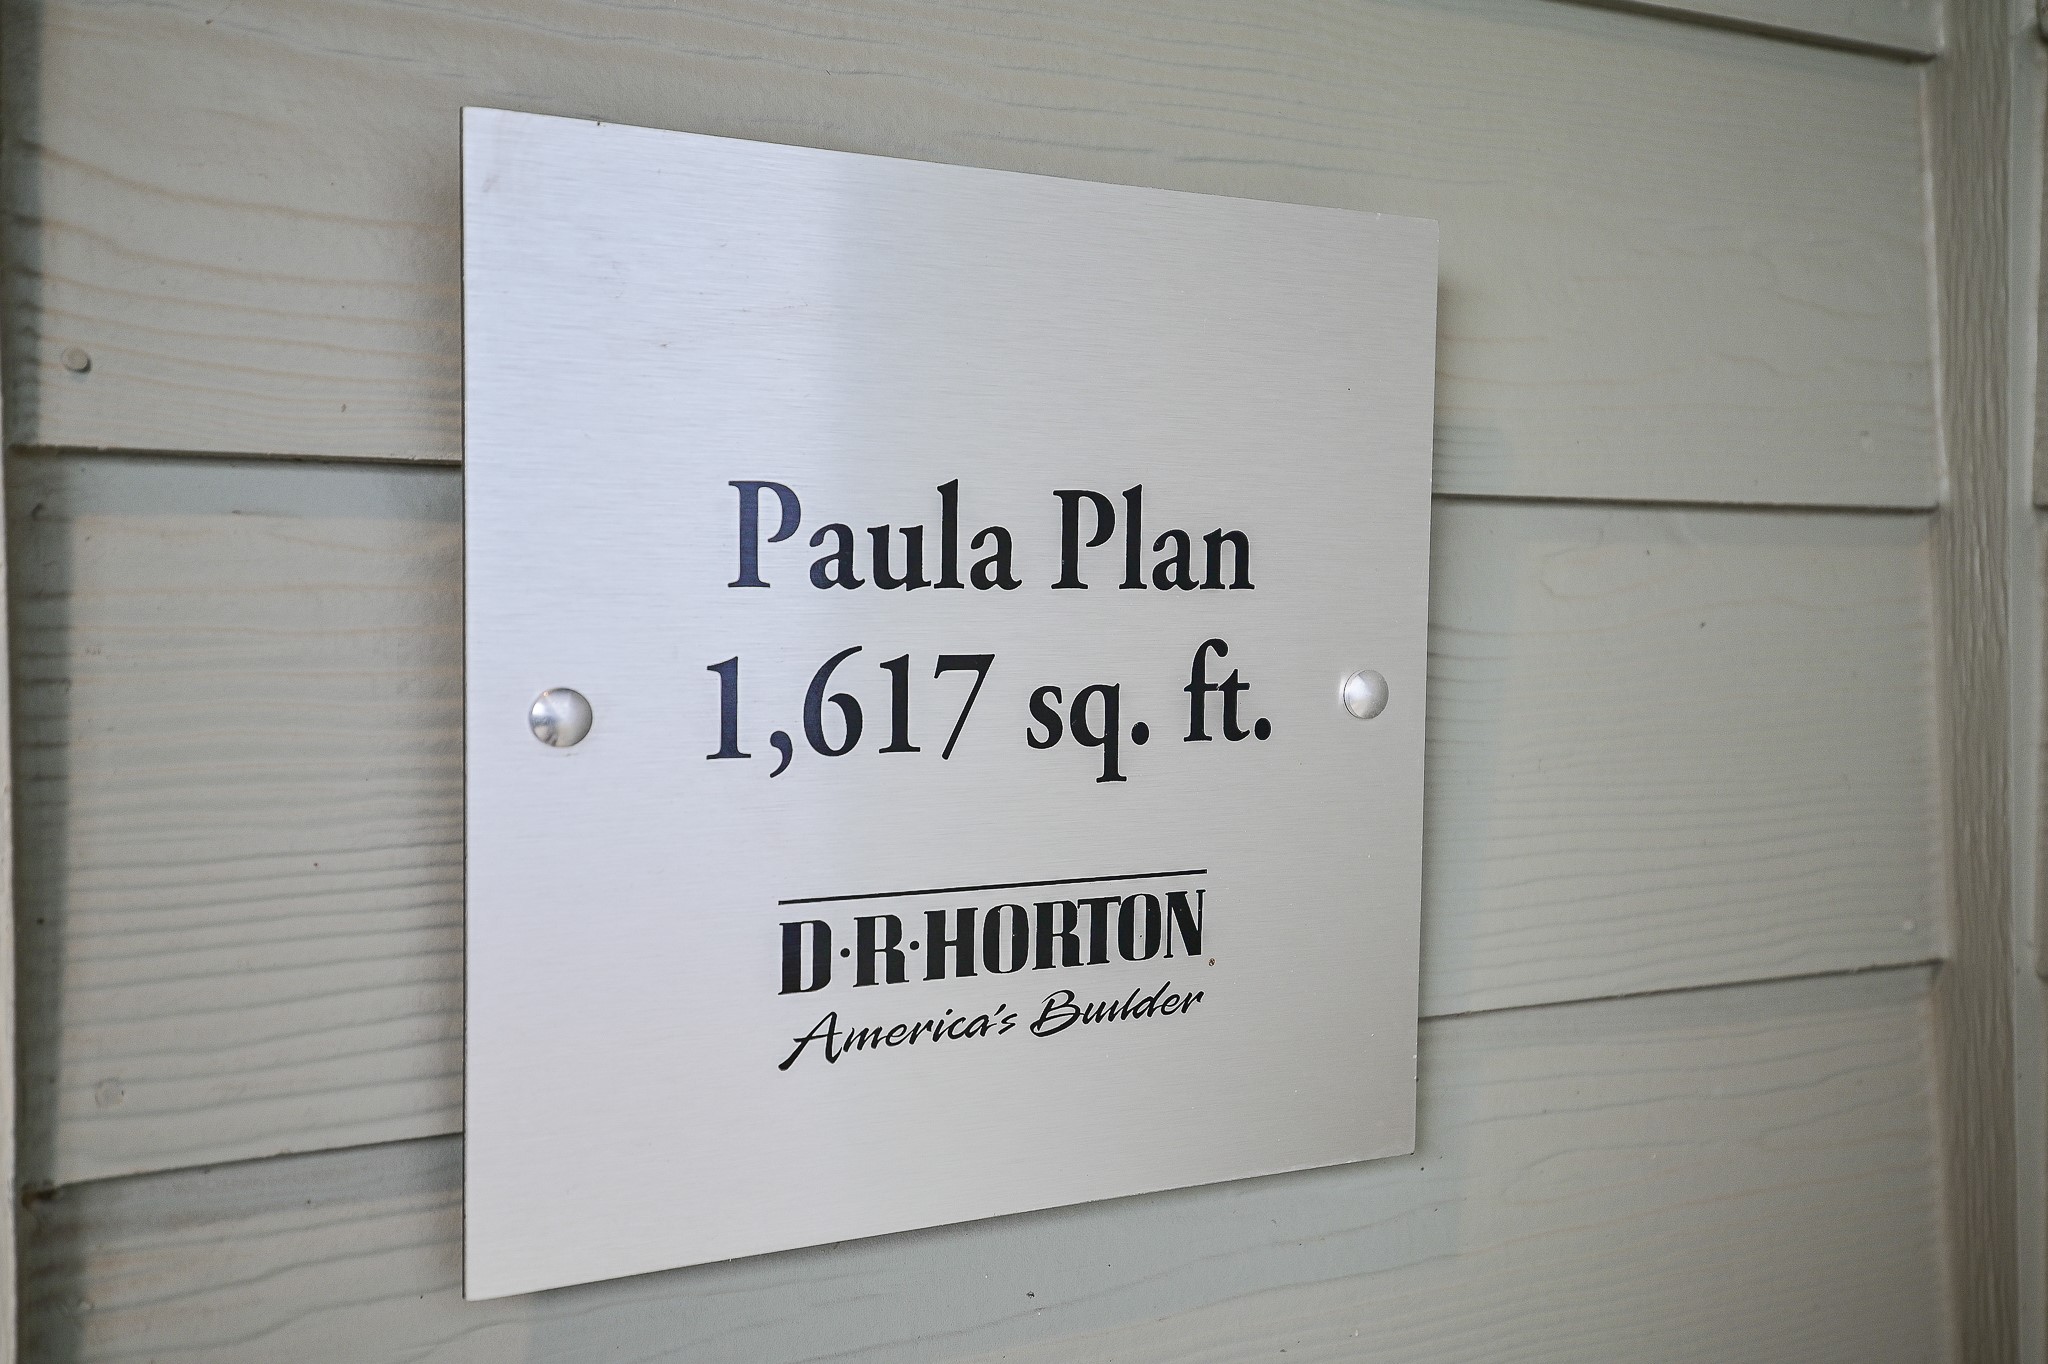 Paula Plan
1,617 sq. ft.
D·R·HORTON
America's Builder